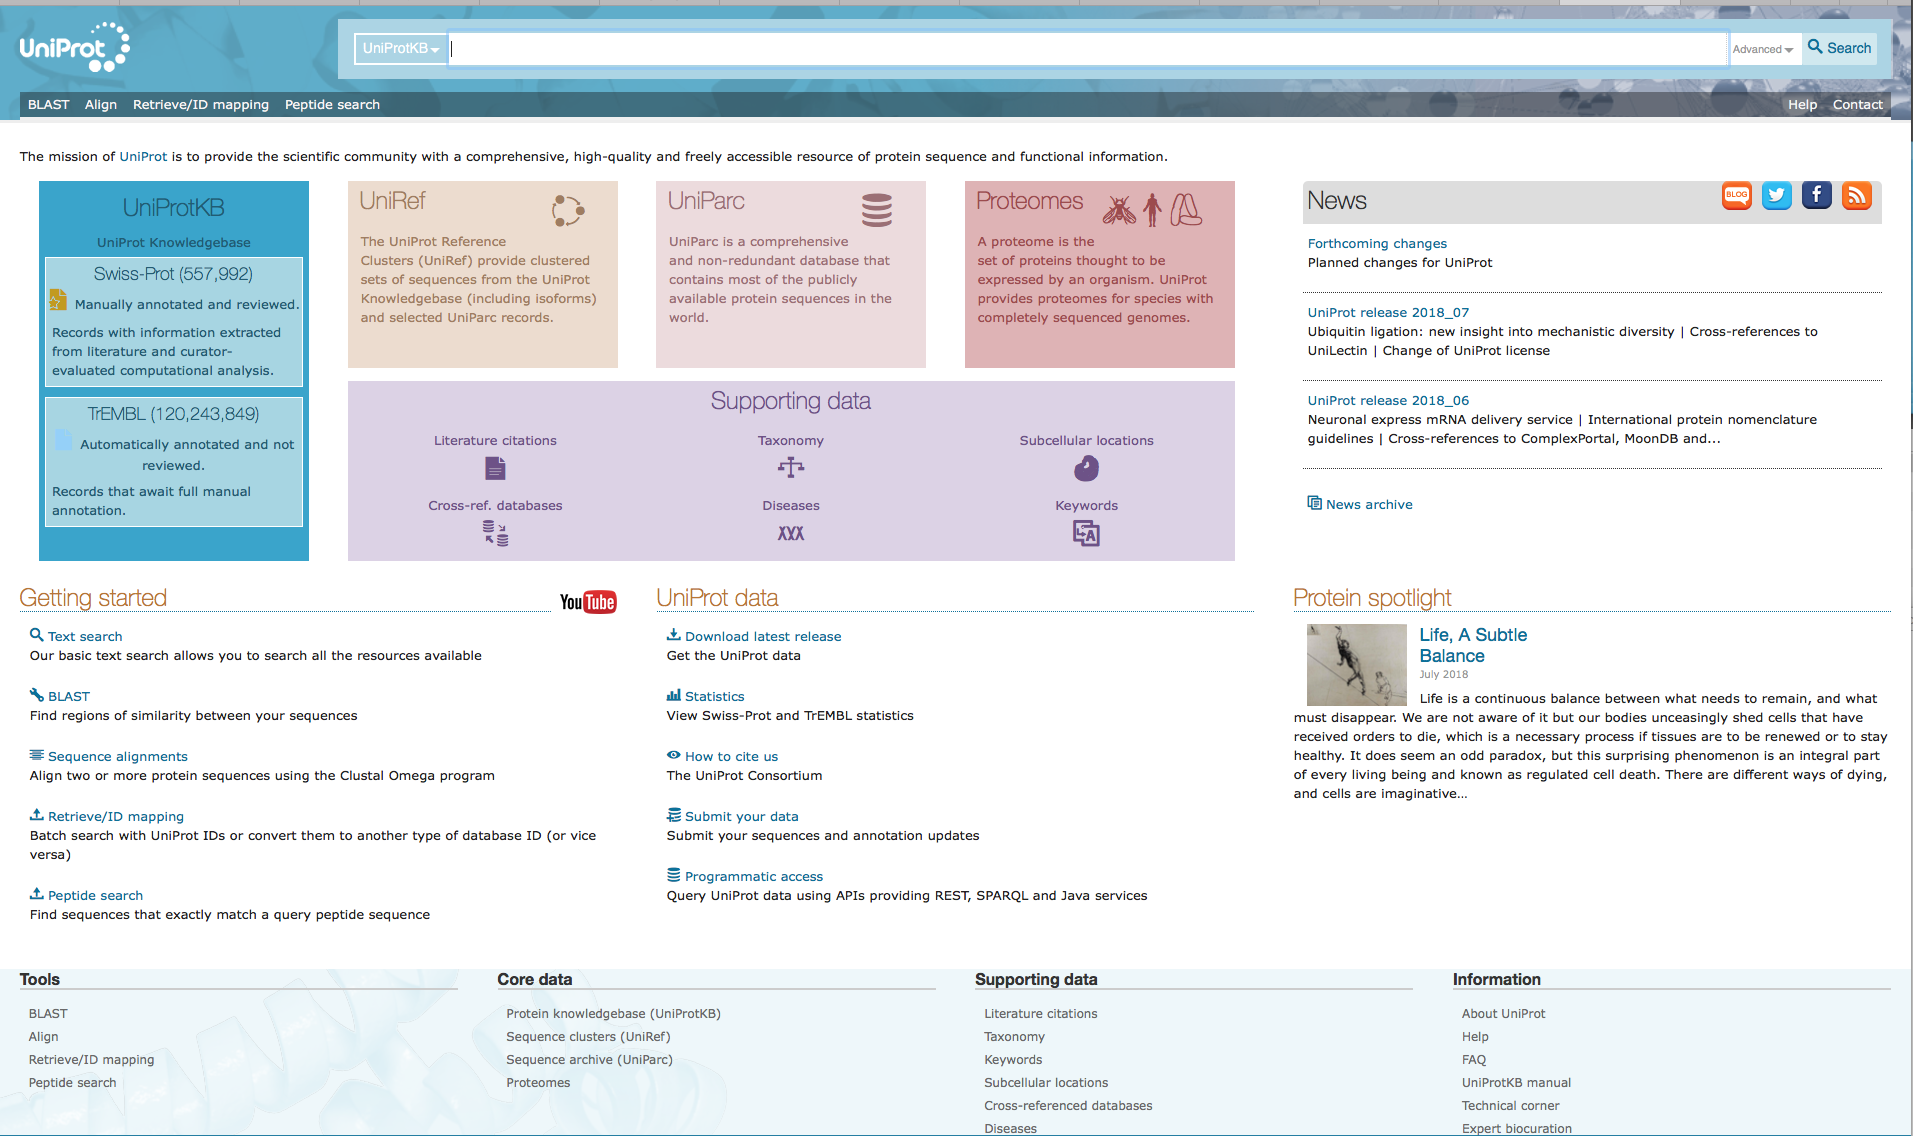 UniProt
UniProtKB
Advanced
Search
BLAST Align Retrieve/ID mapping Peptide search
Help Contact
The mission of UniProt is to provide the scientific community with a comprehensive, high-quality and freely accessible resource of protein sequence and functional information.
UniProtKB
UniProt Knowledgebase
Swiss-Prot (557,992)
Manually annotated and reviewed.
Records with information extracted
from literature and curator-
evaluated computational analysis.
TrEMBL (120,243,849)
Automatically annotated and not
reviewed.
Records that await full manual
annotation.
UniRef
The UniProt Reference
Clusters (UniRef) provide clustered
sets of sequences from the UniProt
Knowledgebase (including isoforms)
and selected UniParc records.
UniParc
UniParc is a comprehensive
and non-redundant database that
contains most of the publicly
available protein sequences in the
world.
Proteomes
A proteome is the
set of proteins thought to be
expressed by an organism. UniProt
provides proteomes for species with
completely sequenced genomes.
Supporting data
Literature citations
Taxonomy
Subcellular locations
Cross-ref. databases
Diseases
Keywords
News
BLOG
Forthcoming changes
Planned changes for UniProt
UniProt release 2018_07
Ubiquitin ligation: new insight into mechanistic diversity | Cross-references to
UniLectin | Change of UniProt license
UniProt release 2018_06
Neuronal express mRNA delivery service | International protein nomenclature
guidelines | Cross-references to ComplexPortal, MoonDB and...
News archive
Getting started
YouTube
Text search
Our basic text search allows you to search all the resources available
BLAST
Find regions of similarity between your sequences
Sequence alignments
Align two or more protein sequences using the Clustal Omega program
Retrieve/ID mapping
Batch search with UniProt IDs or convert them to another type of database ID (or vice
versa)
Peptide search
Find sequences that exactly match a query peptide sequence
UniProt data
Download latest release
Get the UniProt data
Statistics
View Swiss-Prot and TrEMBL statistics
How to cite us
The UniProt Consortium
Submit your data
Submit your sequences and annotation updates
Programmatic access
Query UniProt data using APIs providing REST, SPARQL and Java services
Protein spotlight
Life, A Subtle
Balance
July 2018
Life is a continuous balance between what needs to remain, and what
must disappear. We are not aware of it but our bodies unceasingly shed cells that have
received orders to die, which is a necessary process if tissues are to be renewed or to stay
healthy. It does seem an odd paradox, but this surprising phenomenon is an integral part
of every living being and known as regulated cell death. There are different ways of dying,
and cells are imaginative...
Tools
BLAST
Align
Retrieve/ID mapping
Peptide search
Core data
Protein knowledgebase (UniProtKB)
Sequence clusters (UniRef)
Sequence archive (UniParc)
Proteomes
Supporting data
Literature citations
Taxonomy
Keywords
Subcellular locations
Cross-referenced databases
Diseases
Information
About UniProt
Help
FAQ
UniProtKB manual
Technical corner
Expert biocuration